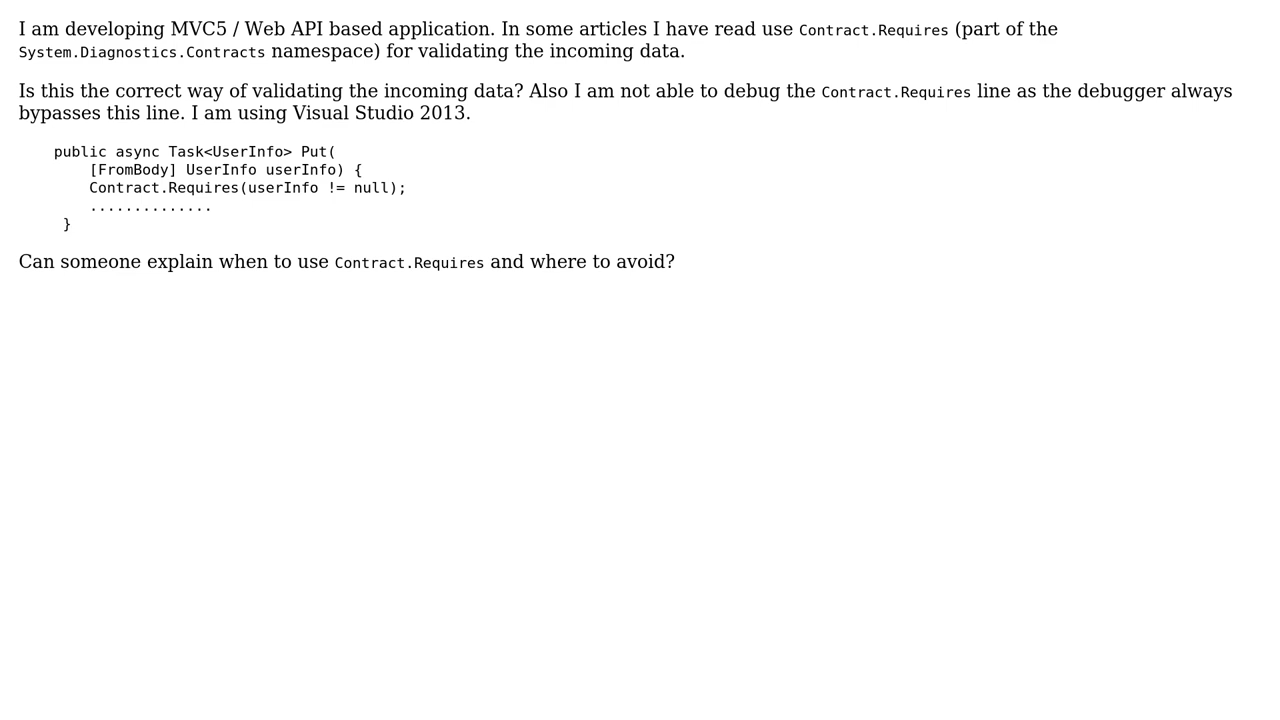 I am developing MVC5 / Web API based application. In some articles I have read use Contract.Requires (part of the
System.Diagnostics.Contracts namespace) for validating the incoming data.
Is this the correct way of validating the incoming data? Also I am not able to debug the Contract.Requires line as the debugger always
bypasses this line. I am using Visual Studio 2013.
public async Task<UserInfo> Put(
[FromBody] UserInfo userInfo) {
Contract.Requires(userInfo != null);
..............
}
Can someone explain when to use Contract.Requires and where to avoid?